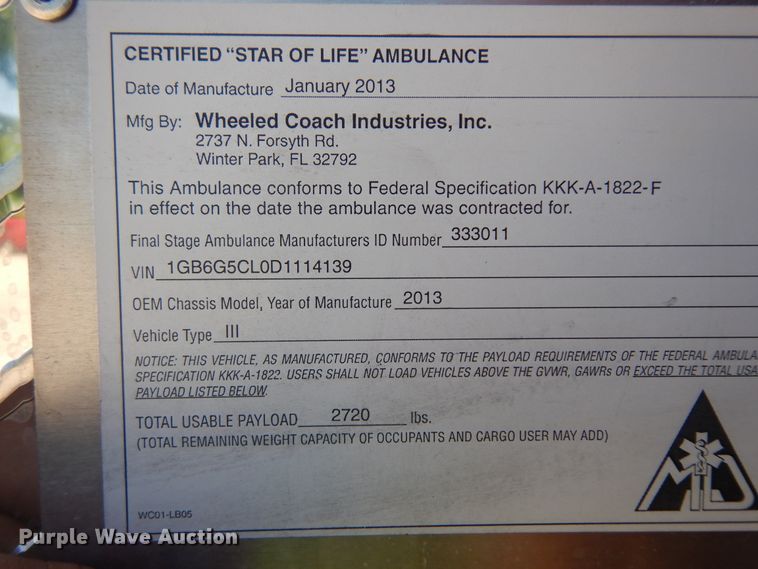 CERTIFIED "STAR OF LIFE" AMBULANCE
Date of Manufacture January 2013
Mfg By: Wheeled Coach Industries, Inc.
2737 N. Forsyth Rd.
Winter Park, FL 32792
This Ambulance conforms to Federal Specification KKK-A-1822-F
in effect on the date the ambulance was contracted for.
Final Stage Ambulance Manufacturers ID Number 333011
VIN 1GB6G5CL0D1114139
OEM Chassis Model, Year of Manufacture 2013
Vehicle Type III
NOTICE: THIS VEHICLE, AS MANUFACTURED, CONFORMS TO THE PAYLOAD REQUIREMENTS OF THE FEDERAL AMBULA
SPECIFICATION KKK-A-1822. USERS SHALL NOT LOAD VEHICLES ABOVE THE GVWR, GAWRs OR EXCEED THE TOTAL USA
PAYLOAD LISTED BELOW.
TOTAL USABLE PAYLOAD 2720 lbs.
(TOTAL REMAINING WEIGHT CAPACITY OF OCCUPANTS AND CARGO USER MAY ADD)
MD
WC01-LB05
Purple Wave Auction